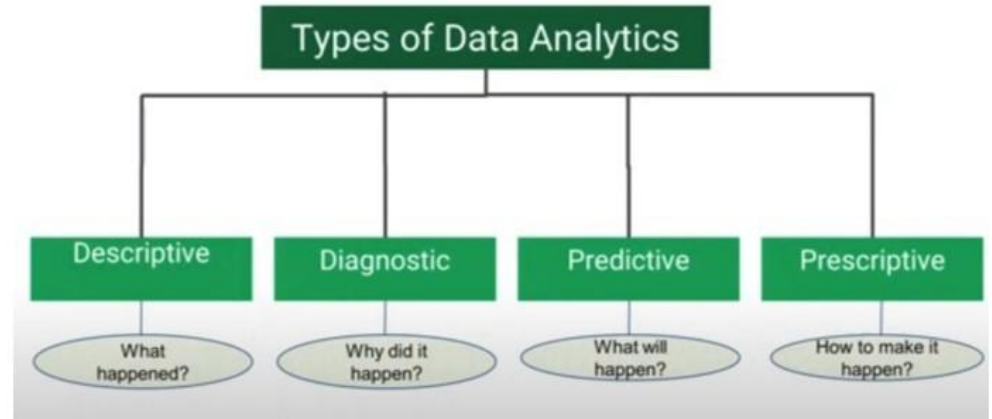 Types of Data Analytics
Descriptive
Diagnostic
Predictive
Prescriptive
What
happened?
Why did it
happen?
What will
happen?
How to make it
happen?